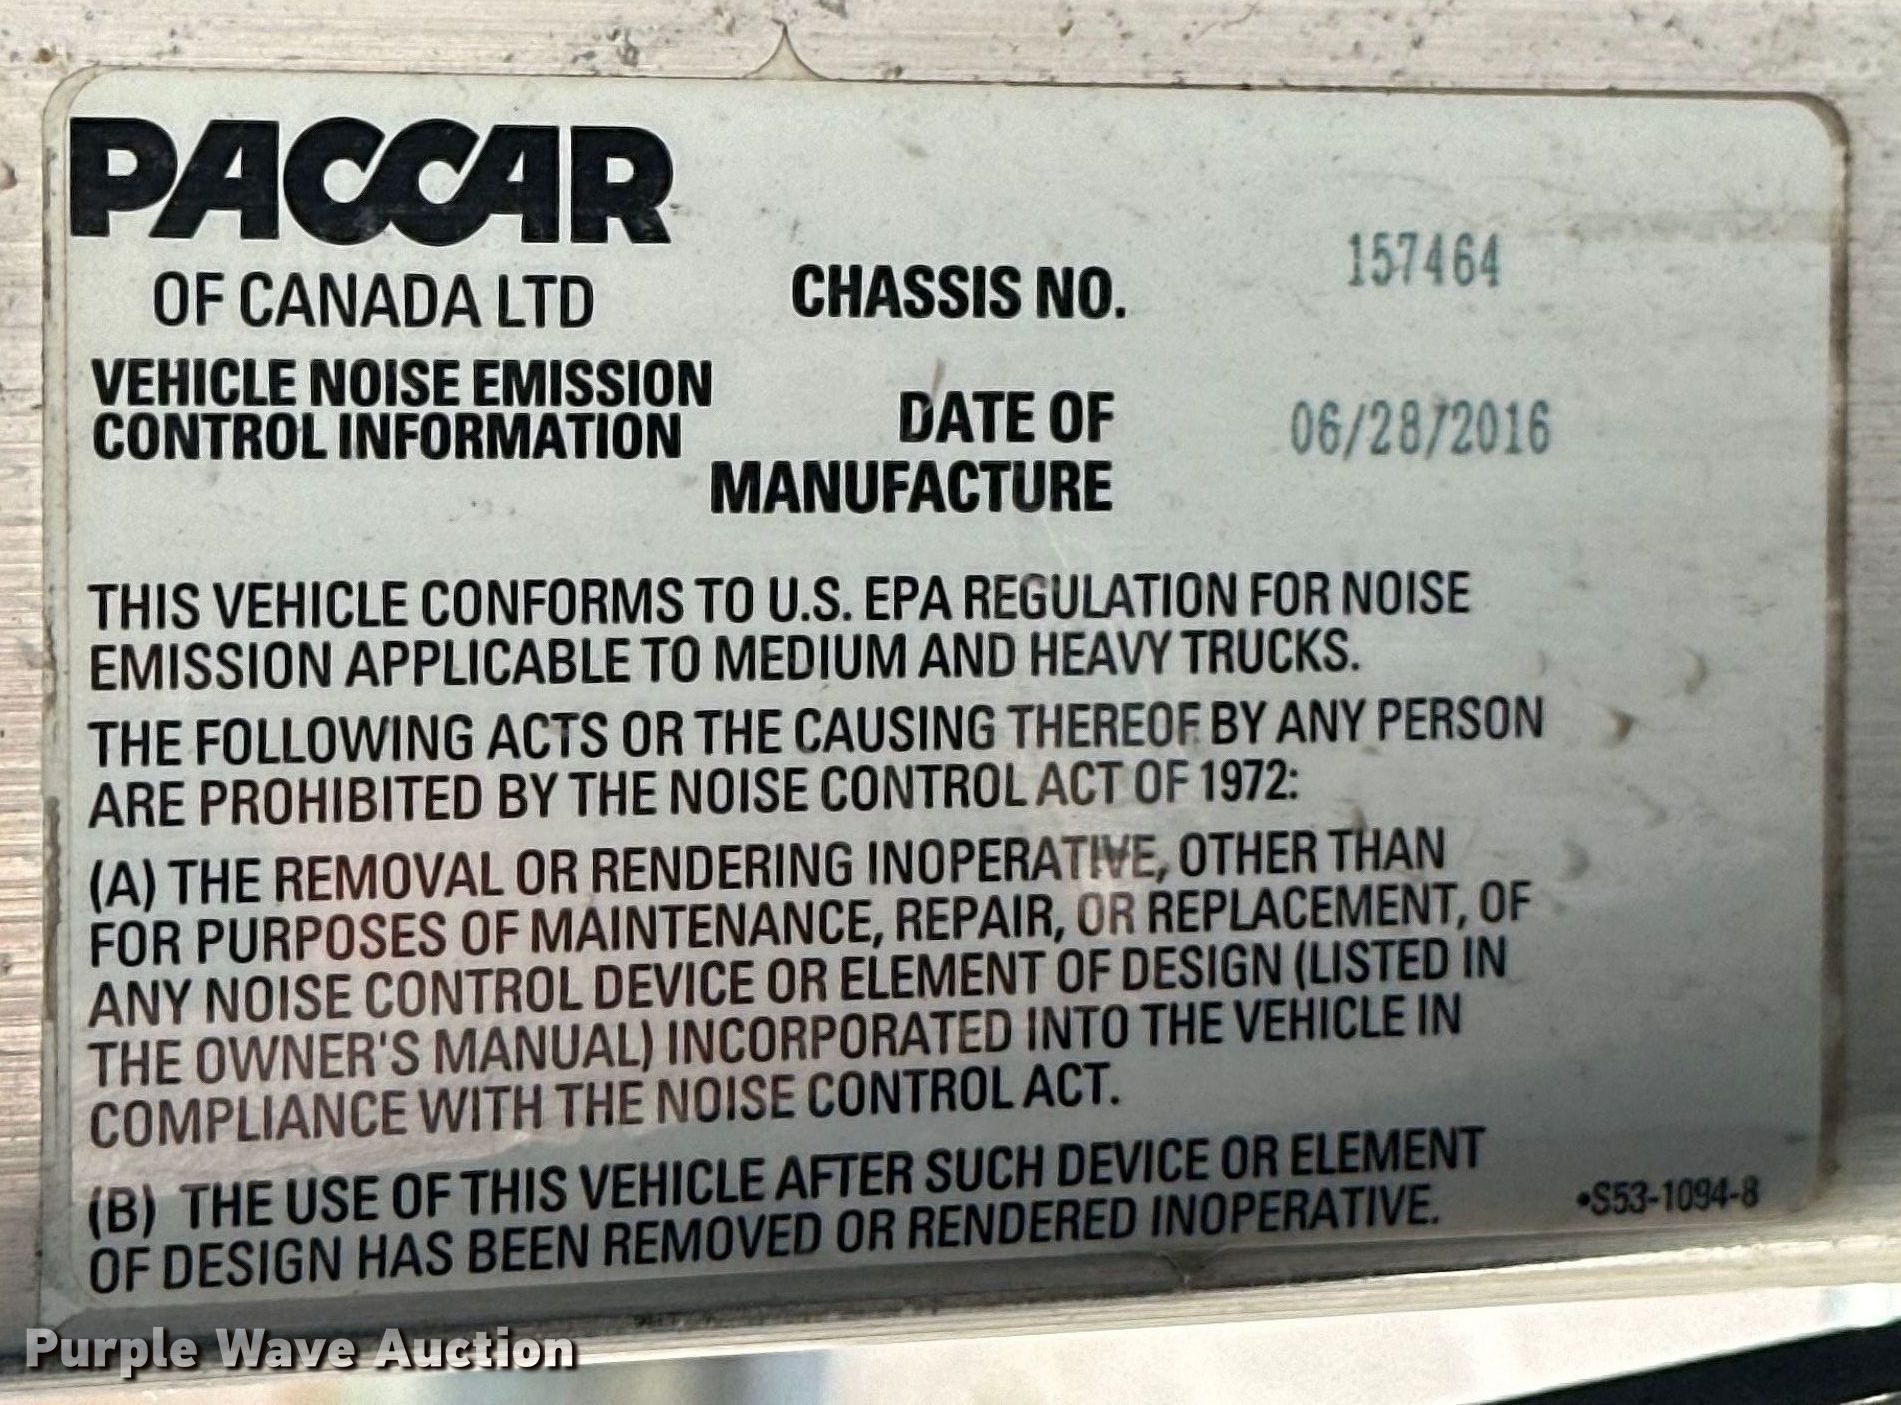 PACCAR
OF CANADA LTD
CHASSIS NO. 157464
VEHICLE NOISE EMISSION
CONTROL INFORMATION
DATE OF
MANUFACTURE
06/28/2016
THIS VEHICLE CONFORMS TO U.S. EPA REGULATION FOR NOISE
EMISSION APPLICABLE TO MEDIUM AND HEAVY TRUCKS.
THE FOLLOWING ACTS OR THE CAUSING THEREOF BY ANY PERSON
ARE PROHIBITED BY THE NOISE CONTROL ACT OF 1972:
(A) THE REMOVAL OR RENDERING INOPERATIVE, OTHER THAN
FOR PURPOSES OF MAINTENANCE, REPAIR, OR REPLACEMENT, OF
ANY NOISE CONTROL DEVICE OR ELEMENT OF DESIGN (LISTED IN
THE OWNER'S MANUAL) INCORPORATED INTO THE VEHICLE IN
COMPLIANCE WITH THE NOISE CONTROL ACT.
(B) THE USE OF THIS VEHICLE AFTER SUCH DEVICE OR ELEMENT
OF DESIGN HAS BEEN REMOVED OR RENDERED INOPERATIVE.
•S53-1094-8
Purple Wave Auction